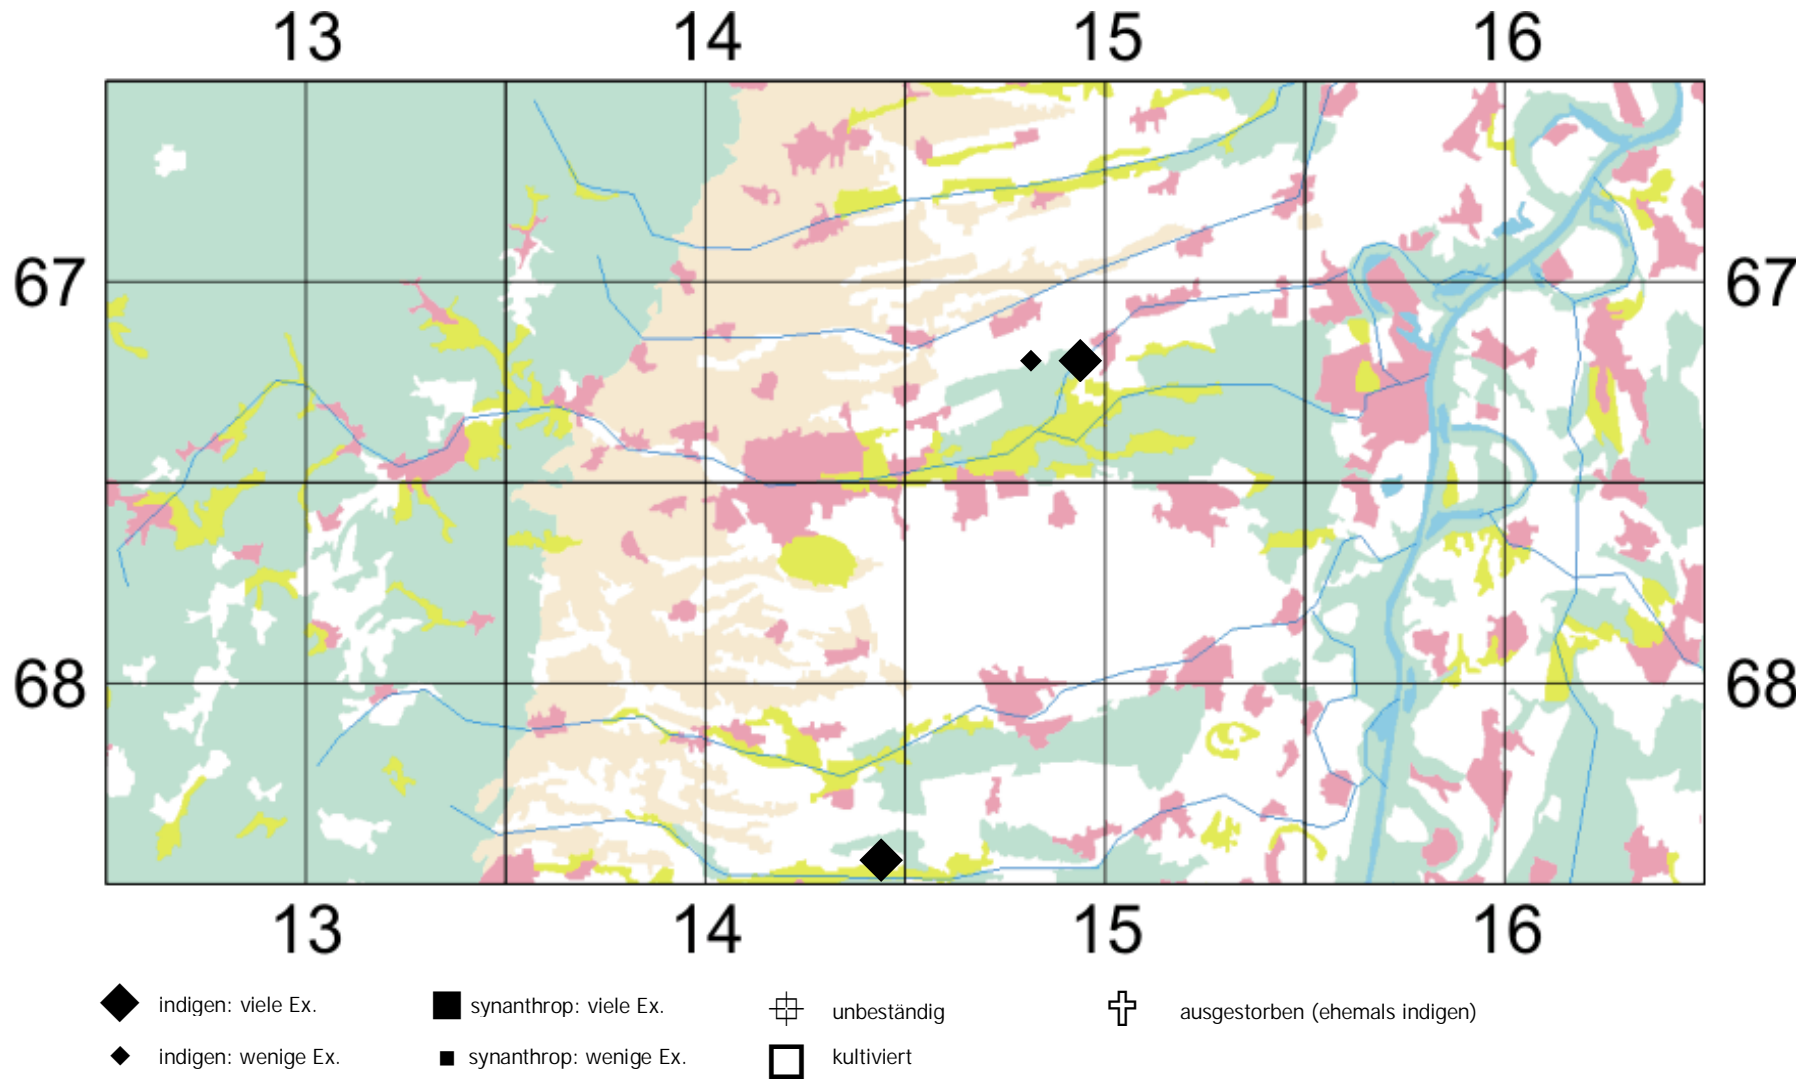 13 14 15 16
67 67
68 68
13 14 15 16
indigen: viele Ex. synanthrop: viele Ex. unbeständig ausgestorben (ehemals indigen)
indigen: wenige Ex. synanthrop: wenige Ex. kultiviert